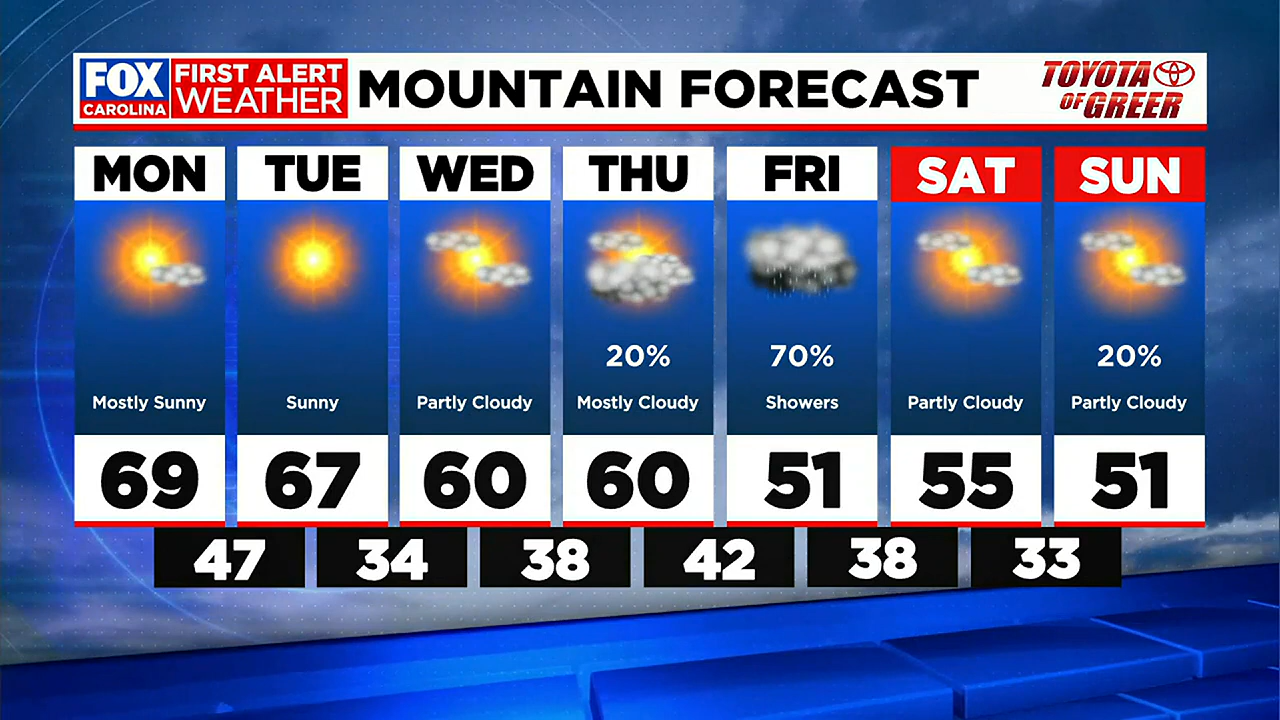 FOX
CAROLINA
FIRST ALERT
WEATHER
MOUNTAIN FORECAST
TOYOTA
OF GREER
MON TUE WED THU FRI SAT SUN
20% 70% 20%
Mostly Sunny Sunny Partly Cloudy Mostly Cloudy Showers Partly Cloudy Partly Cloudy
69 67 60 60 51 55 51
47 34 38 42 38 33